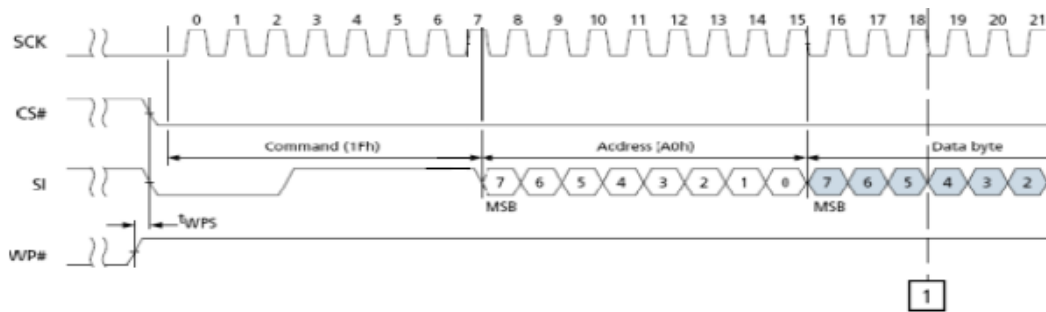 0 1 2 3 4 5 6 7 8 9 10 11 12 13 14 15 16 17 18 19 20 21
SCK
CS#
Command (1Fh) Acdress (A0h) Data byte
SI 7 6 5 4 3 2 1 0 7 6 5 4 3 2
MSB MSB
tWPS
WP#
1